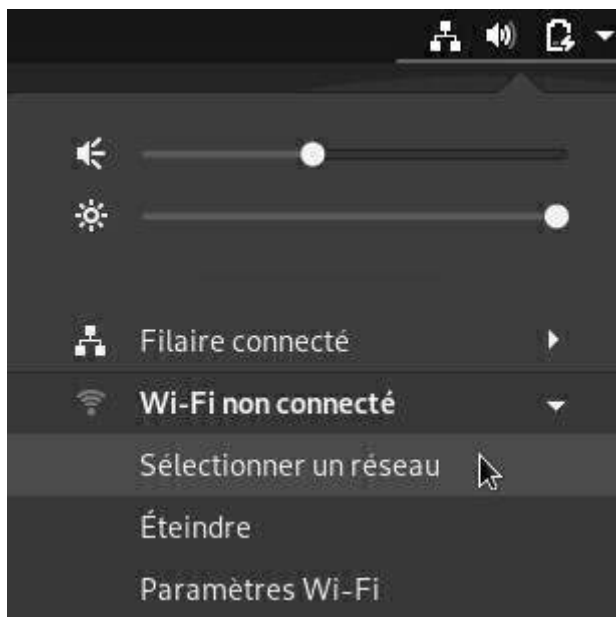 Filaire connecté
Wi-Fi non connecté
Sélectionner un réseau
Éteindre
Paramètres Wi-Fi